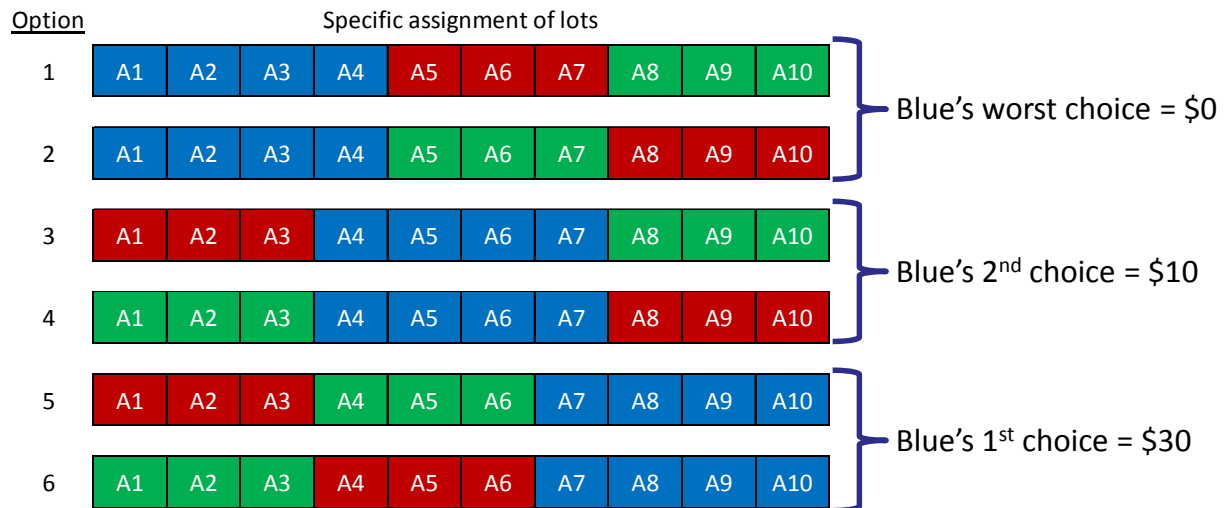 Option Specific assignment of lots
1 A1 A2 A3 A4 A5 A6 A7 A8 A9 A10
Blue's worst choice = $0
2 A1 A2 A3 A4 A5 A6 A7 A8 A9 A10
3 A1 A2 A3 A4 A5 A6 A7 A8 A9 A10
Blue's 2nd choice = $10
4 A1 A2 A3 A4 A5 A6 A7 A8 A9 A10
5 A1 A2 A3 A4 A5 A6 A7 A8 A9 A10
Blue's 1st choice = $30
6 A1 A2 A3 A4 A5 A6 A7 A8 A9 A10